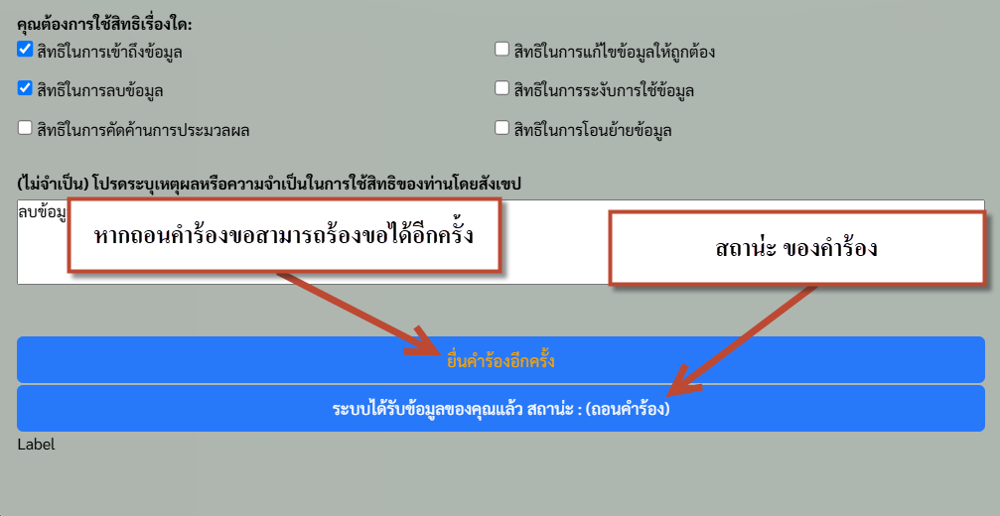 คุณต้องการใช้สิทธิเรื่องใด:
สิทธิในการเข้าถึงข้อมูล
สิทธิในการแก้ไขข้อมูลให้ถูกต้อง
สิทธิในการลบข้อมูล
สิทธิในการระงับการใช้ข้อมูล
สิทธิในการคัดค้านการประมวลผล
สิทธิในการโอนย้ายข้อมูล
(ไม่จำเป็น) โปรดระบุเหตุผลหรือความจำเป็นในการใช้สิทธิของท่านโดยสังเขป
ลบข้อมู
หากถอนคำร้องขอสามารถร้องขอได้อีกครั้ง
สถาน่ะ ของคำร้อง
ยื่นคำร้องอีกครั้ง
ระบบได้รับข้อมูลของคุณแล้ว สถาน่ะ : (ถอนคำร้อง)
Label